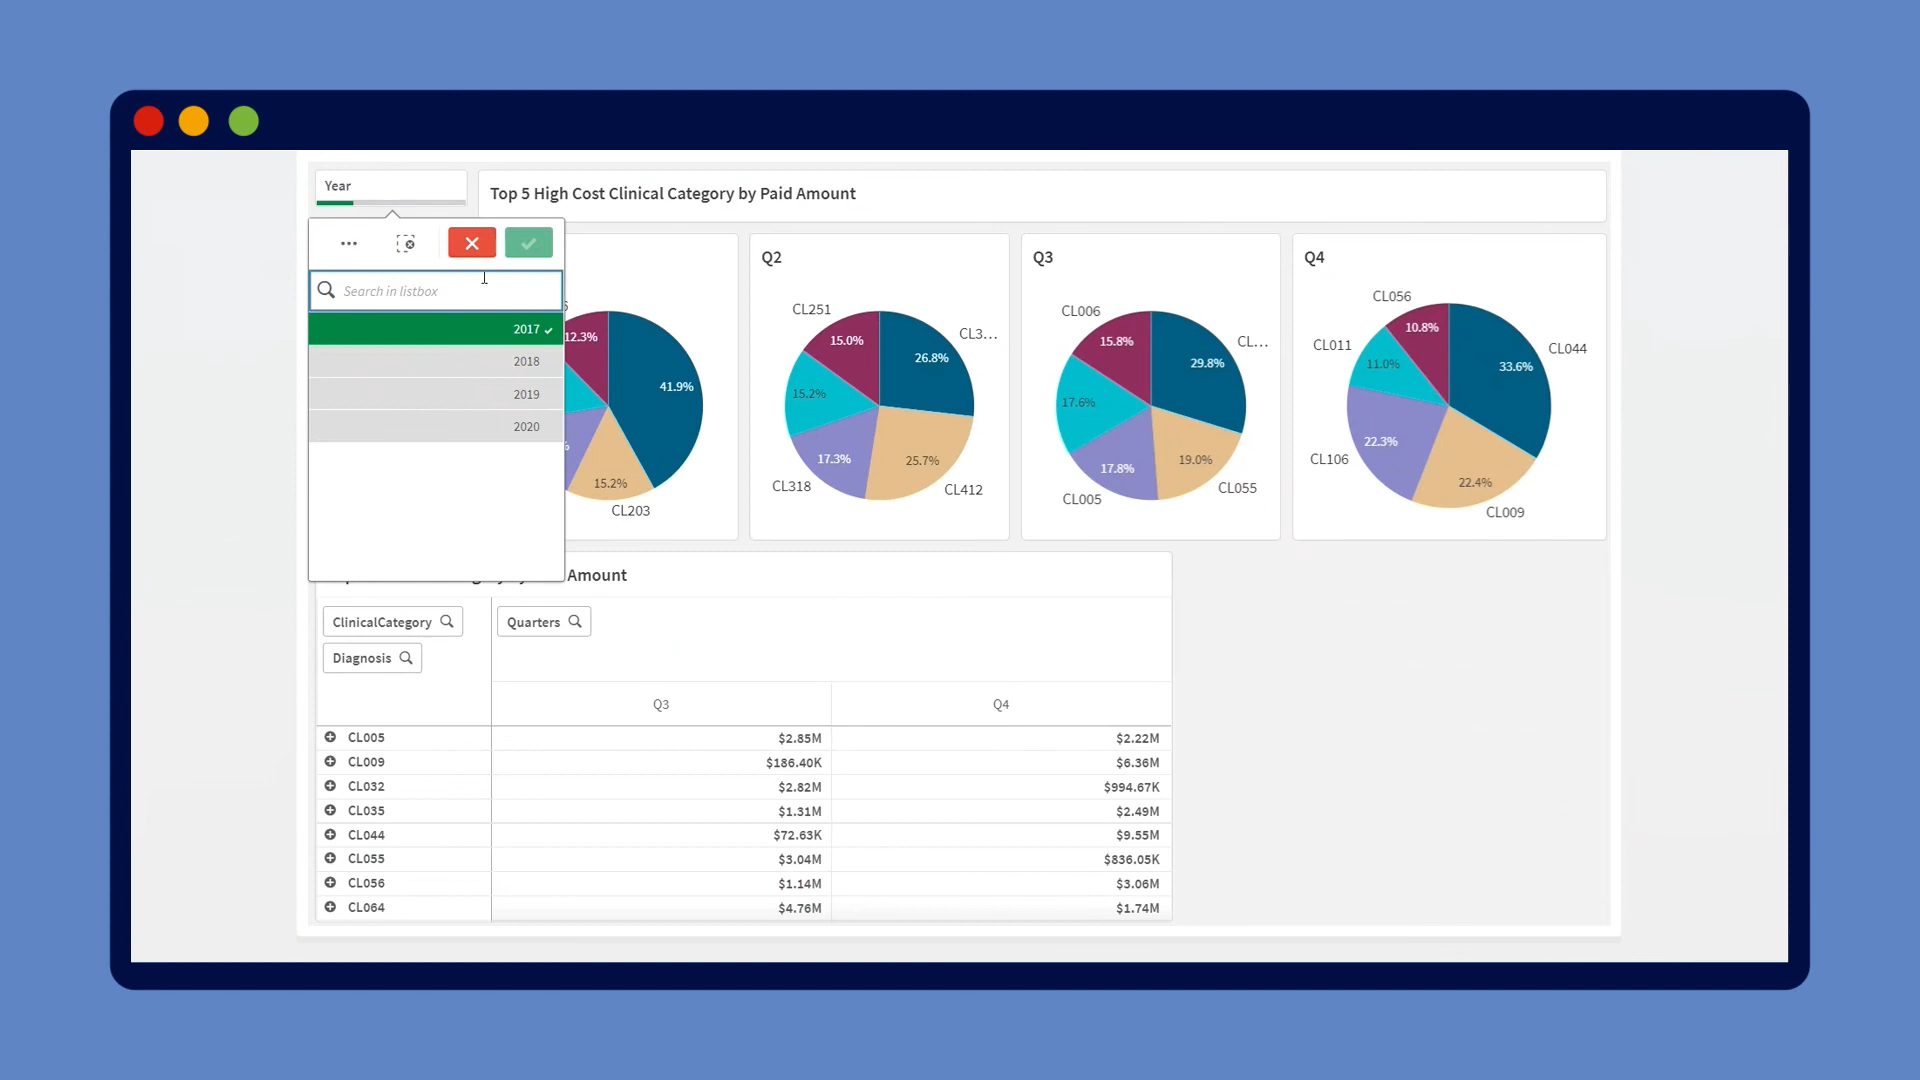 Year
Top 5 High Cost Clinical Category by Paid Amount
Search in listbox
2017
2018
2019
2020
12.3%
41.9%
15.2%
CL203
Q2
CL251
CL3...
15.0%
26.8%
15.2%
17.3%
25.7%
CL318
CL412
Q3
CL006
CL...
15.8%
29.8%
17.6%
17.8%
19.0%
CL005
CL055
Q4
CL056
CL011
CL044
10.8%
11.0%
33.6%
22.3%
22.4%
CL106
CL009
Amount
ClinicalCategory
Quarters
Diagnosis
Q3 Q4
CL005 $2.85M $2.22M
CL009 $186.40K $6.36M
CL032 $2.82M $994.67K
CL035 $1.31M $2.49M
CL044 $72.63K $9.55M
CL055 $3.04M $836.05K
CL056 $1.14M $3.06M
CL064 $4.76M $1.74M